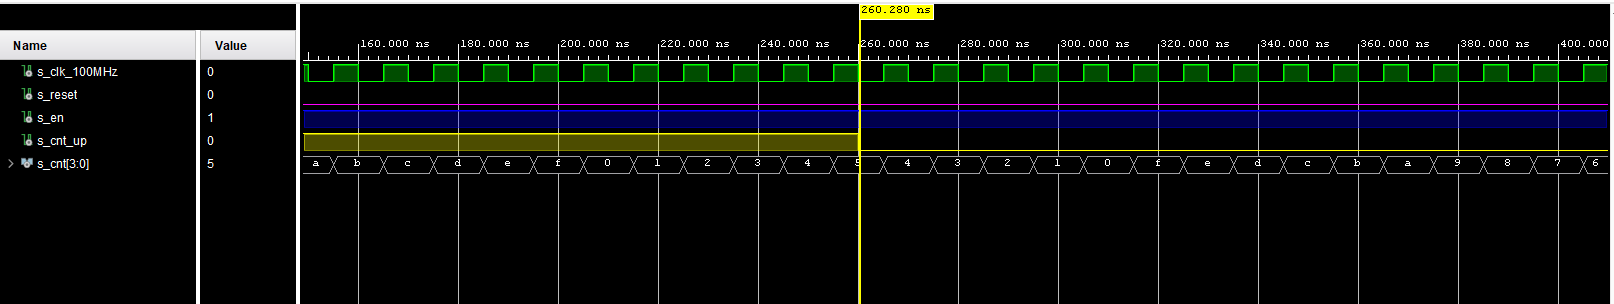 260.280 ns
Name Value
160.000 ns 180.000 ns 200.000 ns 220.000 ns 240.000 ns 260.000 ns 280.000 ns 300.000 ns 320.000 ns 340.000 ns 360.000 ns 380.000 ns 400.000
s_clk_100MHz 0
s_reset 0
s_en 1
s_cnt_up 0
s_cnt[3:0] 5 a b c d e f 0 1 2 3 4 5 4 3 2 1 0 f e d c b a 9 8 7 6